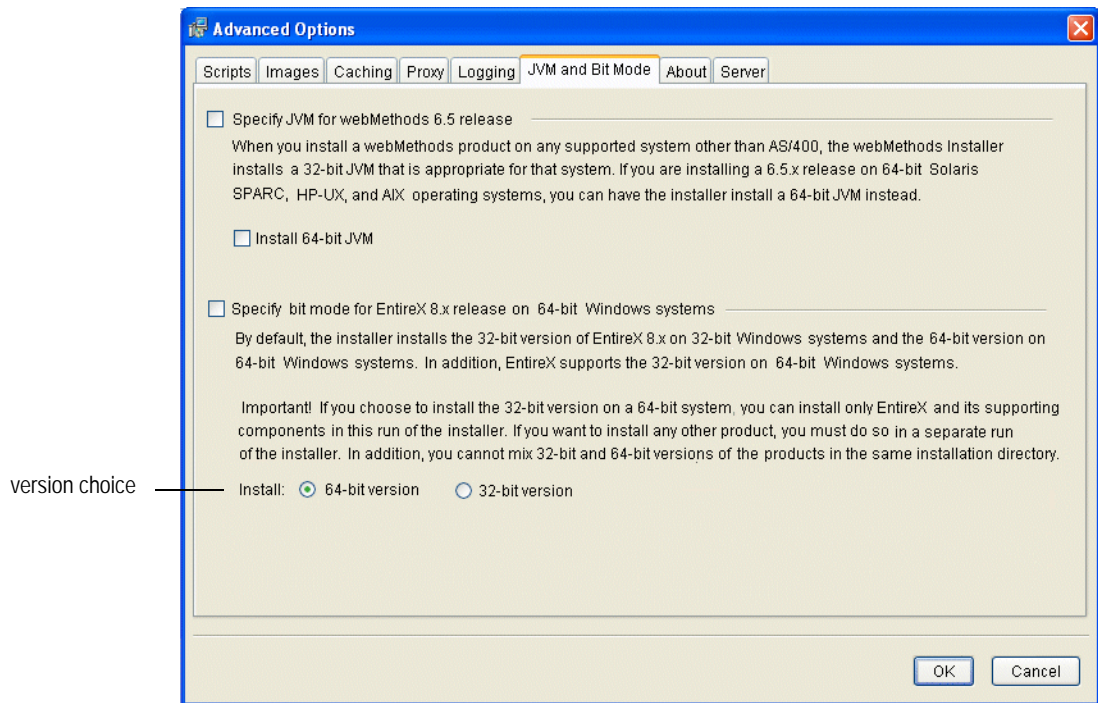 Advanced Options
Scripts Images Caching Proxy Logging JVM and Bit Mode About Server
Specify JVM for webMethods 6.5 release
When you install a webMethods product on any supported system other than AS/400, the webMethods Installer
installs a 32-bit JVM that is appropriate for that system. If you are installing a 6.5.x release on 64-bit Solaris
SPARC, HP-UX, and AIX operating systems, you can have the installer install a 64-bit JVM instead.
Install 64-bit JVM
Specify bit mode for EntireX 8.x release on 64-bit Windows systems
By default, the installer installs the 32-bit version of EntireX 8.x on 32-bit Windows systems and the 64-bit version on
64-bit Windows systems. In addition, EntireX supports the 32-bit version on 64-bit Windows systems.
Important! If you choose to install the 32-bit version on a 64-bit system, you can install only EntireX and its supporting
components in this run of the installer. If you want to install any other product, you must do so in a separate run
of the installer. In addition, you cannot mix 32-bit and 64-bit versions of the products in the same installation directory.
version choice
Install: 64-bit version 32-bit version
OK Cancel